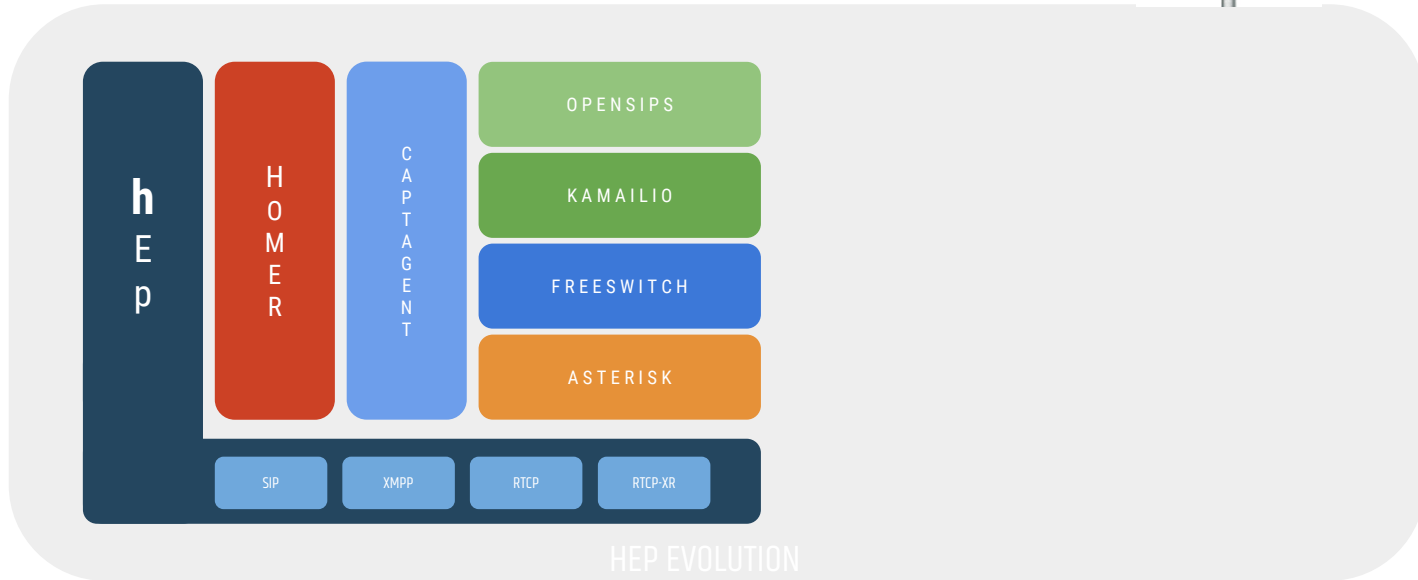 hEp
HOMER
CAPTAGENT
OPENSIPS
KAMAILIO
FREESWITCH
ASTERISK
SIP
XMPP
RTCP
RTCP-XR
HEP EVOLUTION